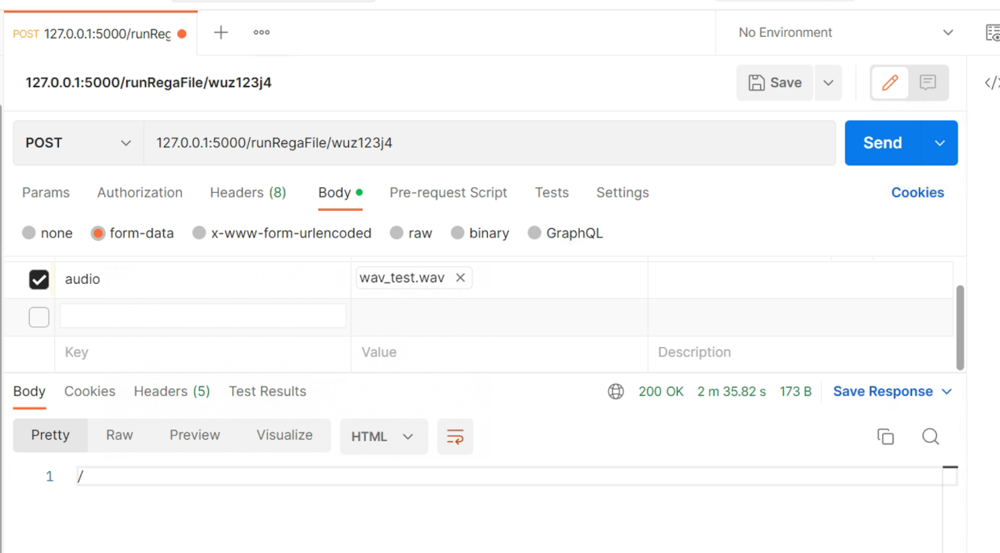 POST 127.0.0.1:5000/runReg
No Environment
127.0.0.1:5000/runRegaFile/wuz123j4
Save
POST 127.0.0.1:5000/runRegaFile/wuz123j4 Send
Params Authorization Headers (8) Body Pre-request Script Tests Settings Cookies
none form-data x-www-form-urlencoded raw binary GraphQL
audio wav_test.wav
Key Value Description
Body Cookies Headers (5) Test Results 200 OK 2 m 35.82 s 173 B Save Response
Pretty Raw Preview Visualize HTML
1 /